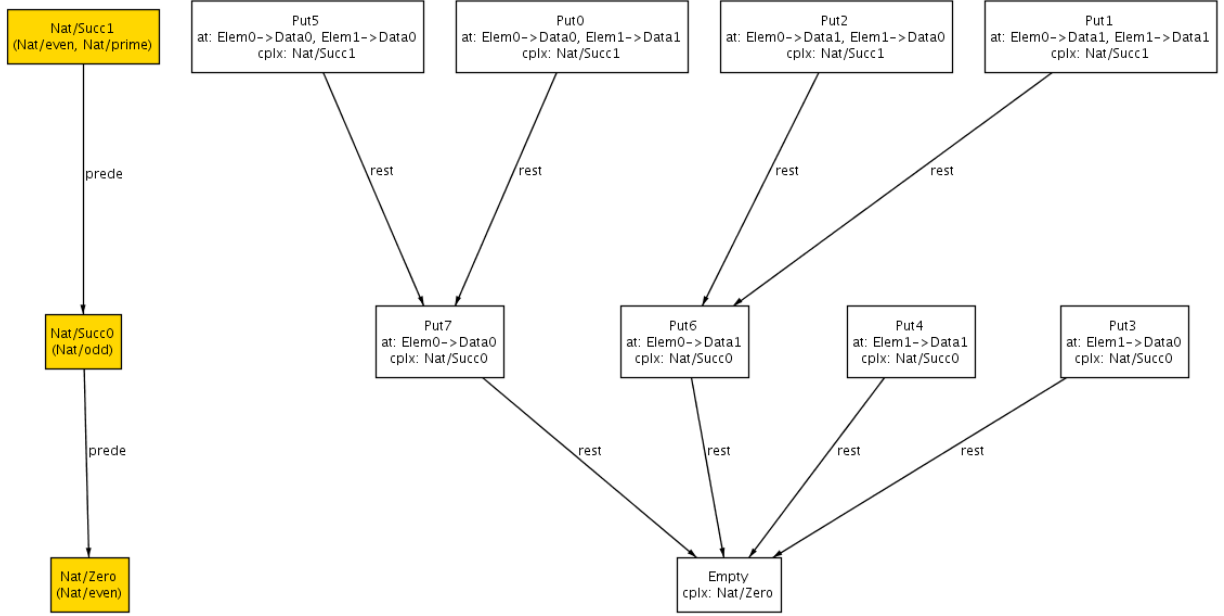 Nat/Succ1
(Nat/even, Nat/prime)
Put5
at: Elem0->Data0, Elem1->Data0
cplx: Nat/Succ1
Put0
at: Elem0->Data0, Elem1->Data1
cplx: Nat/Succ1
Put2
at: Elem0->Data1, Elem1->Data0
cplx: Nat/Succ1
Put1
at: Elem0->Data1, Elem1->Data1
cplx: Nat/Succ1
prede
rest
rest
rest
rest
Nat/Succ0
(Nat/odd)
Put7
at: Elem0->Data0
cplx: Nat/Succ0
Put6
at: Elem0->Data1
cplx: Nat/Succ0
Put4
at: Elem1->Data1
cplx: Nat/Succ0
Put3
at: Elem1->Data0
cplx: Nat/Succ0
prede
rest
rest
rest
rest
Nat/Zero
(Nat/even)
Empty
cplx: Nat/Zero